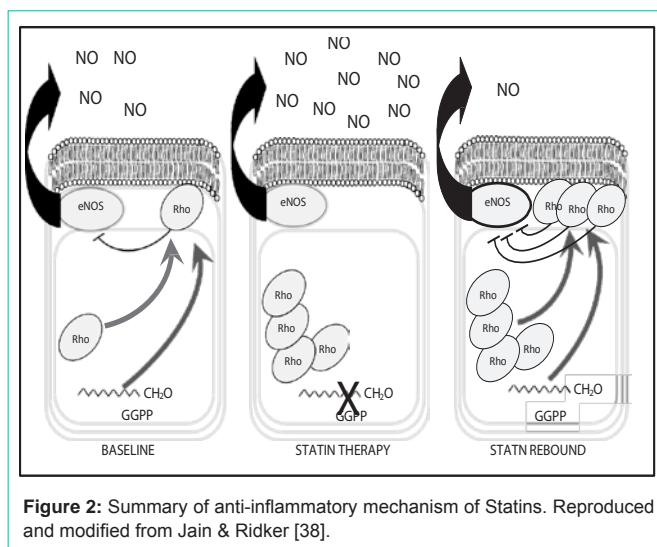 NO NO
NO
NO
eNOS
Rho
Rho
CH₂O
GGPP
BASELINE
NO
NO
NO
NO
NO
NO
NO
NO
NO
eNOS
Rho
Rho
Rho
Rho
CH₂O
X
GGPP
STATIN THERAPY
NO
eNOS
Rho
Rho
Rho
Rho
Rho
Rho
Rho
CH₂O
GGPP
STATN REBOUND
Figure 2: Summary of anti-inflammatory mechanism of Statins. Reproduced
and modified from Jain & Ridker [38].